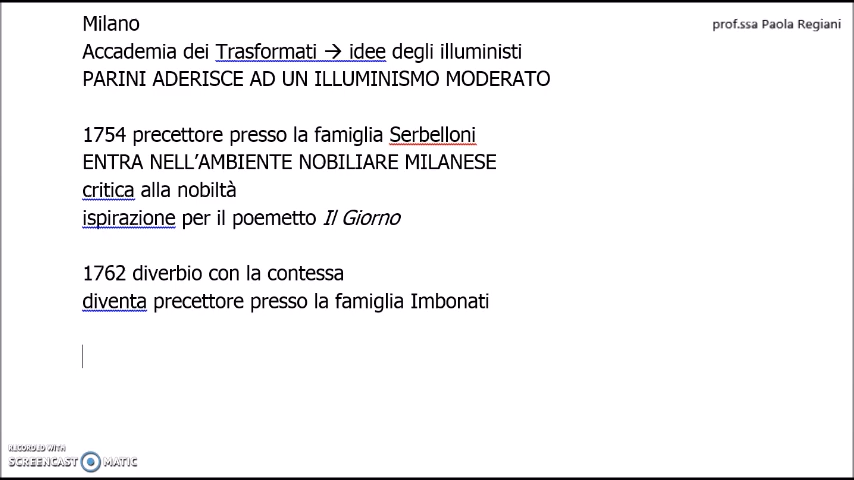 Milano
prof.ssa Paola Regiani
Accademia dei Trasformati → idee degli illuministi
PARINI ADERISCE AD UN ILLUMINISMO MODERATO
1754 precettore presso la famiglia Serbelloni
ENTRA NELL'AMBIENTE NOBILIARE MILANESE
critica alla nobiltà
ispirazione per il poemetto Il Giorno
1762 diverbio con la contessa
diventa precettore presso la famiglia Imbonati
RECORDED WITH
SCREENCAST MATIC